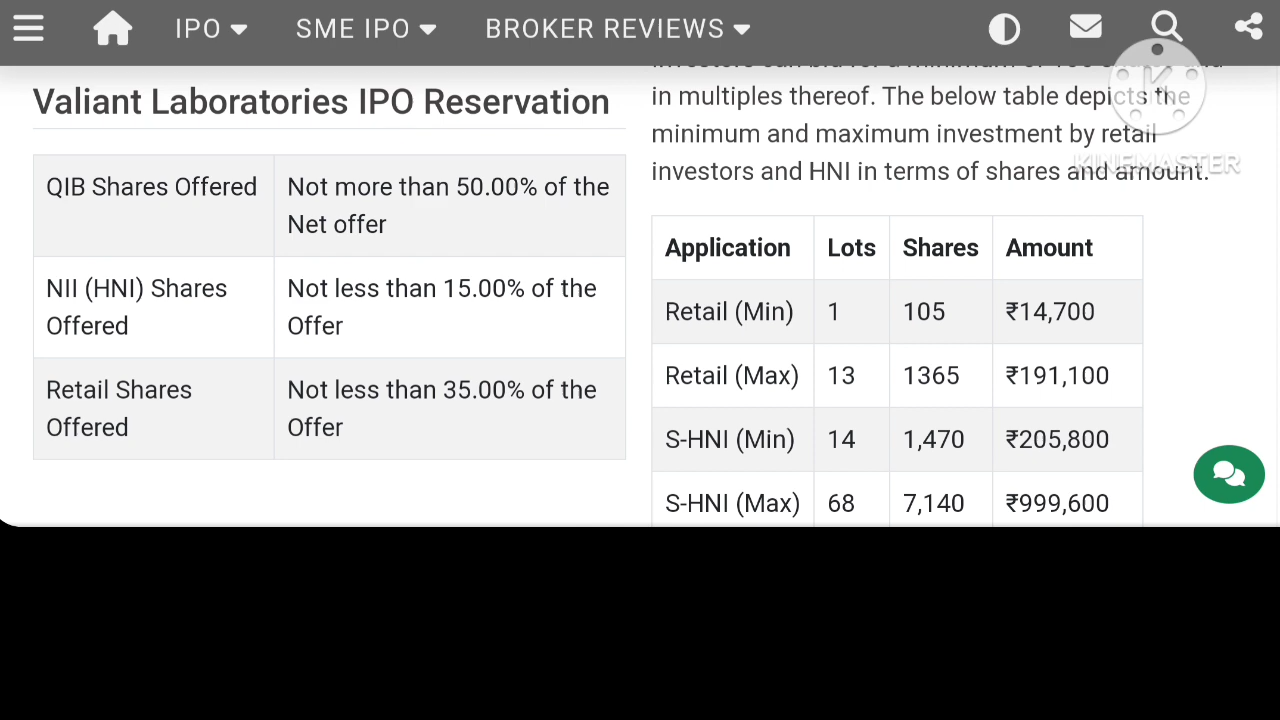 IPO
SME IPO
BROKER REVIEWS
Valiant Laboratories IPO Reservation
QIB Shares Offered
Not more than 50.00% of the
Net offer
NII (HNI) Shares
Offered
Not less than 15.00% of the
Offer
Retail Shares
Offered
Not less than 35.00% of the
Offer
in multiples thereof. The below table depicts the
minimum and maximum investment by retail
investors and HNI in terms of shares and amount.
Application Lots Shares Amount
Retail (Min) 1 105 ₹14,700
Retail (Max) 13 1365 ₹191,100
S-HNI (Min) 14 1,470 ₹205,800
S-HNI (Max) 68 7,140 ₹999,600
K
KINEMASTER